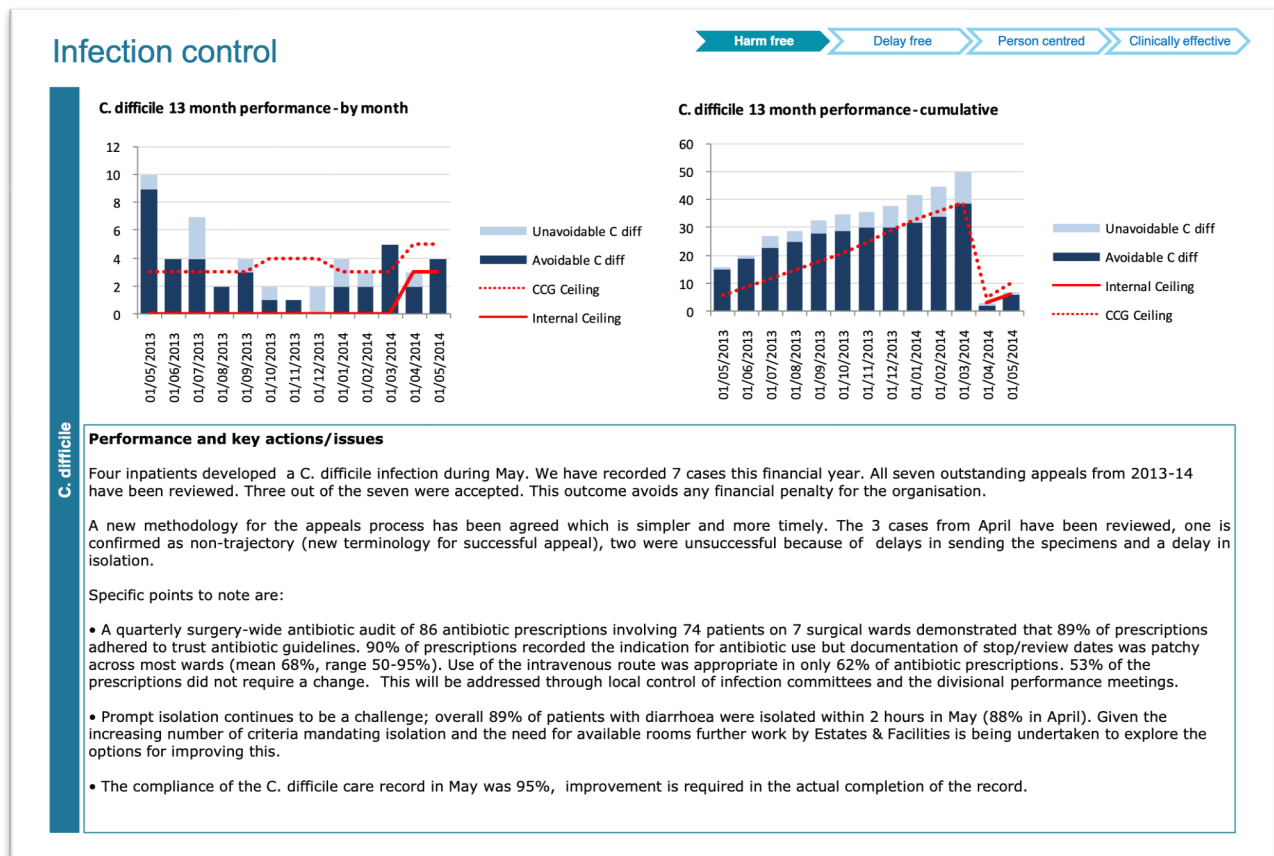 Infection control
Harm free
Delay free
Person centred
Clinically effective
C. difficile
C. difficile 13 month performance - by month
12
10
8
6
4
2
0
01/05/2013
01/06/2013
01/07/2013
01/08/2013
01/09/2013
01/10/2013
01/11/2013
01/12/2013
01/01/2014
01/02/2014
01/03/2014
01/04/2014
01/05/2014
Unavoidable C diff
Avoidable C diff
CCG Ceiling
Internal Ceiling
C. difficile 13 month performance - cumulative
60
50
40
30
20
10
0
01/05/2013
01/06/2013
01/07/2013
01/08/2013
01/09/2013
01/10/2013
01/11/2013
01/12/2013
01/01/2014
01/02/2014
01/03/2014
01/04/2014
01/05/2014
Unavoidable C diff
Avoidable C diff
Internal Ceiling
CCG Ceiling
Performance and key actions/issues
Four inpatients developed a C. difficile infection during May. We have recorded 7 cases this financial year. All seven outstanding appeals from 2013-14
have been reviewed. Three out of the seven were accepted. This outcome avoids any financial penalty for the organisation.
A new methodology for the appeals process has been agreed which is simpler and more timely. The 3 cases from April have been reviewed, one is
confirmed as non-trajectory (new terminology for successful appeal), two were unsuccessful because of delays in sending the specimens and a delay in
isolation.
Specific points to note are:
• A quarterly surgery-wide antibiotic audit of 86 antibiotic prescriptions involving 74 patients on 7 surgical wards demonstrated that 89% of prescriptions
adhered to trust antibiotic guidelines. 90% of prescriptions recorded the indication for antibiotic use but documentation of stop/review dates was patchy
across most wards (mean 68%, range 50-95%). Use of the intravenous route was appropriate in only 62% of antibiotic prescriptions. 53% of the
prescriptions did not require a change. This will be addressed through local control of infection committees and the divisional performance meetings.
• Prompt isolation continues to be a challenge; overall 89% of patients with diarrhoea were isolated within 2 hours in May (88% in April). Given the
increasing number of criteria mandating isolation and the need for available rooms further work by Estates & Facilities is being undertaken to explore the
options for improving this.
• The compliance of the C. difficile care record in May was 95%, improvement is required in the actual completion of the record.